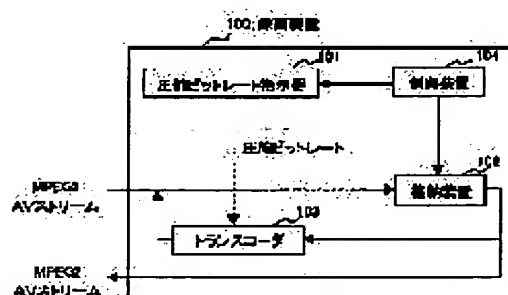 100 録画装置
101
104
圧縮ビットレート指示器
制御装置
圧縮ビットレート
102
MPEG2
AVストリーム
蓄積装置
103
トランスコーダ
MPEG2
AVストリーム